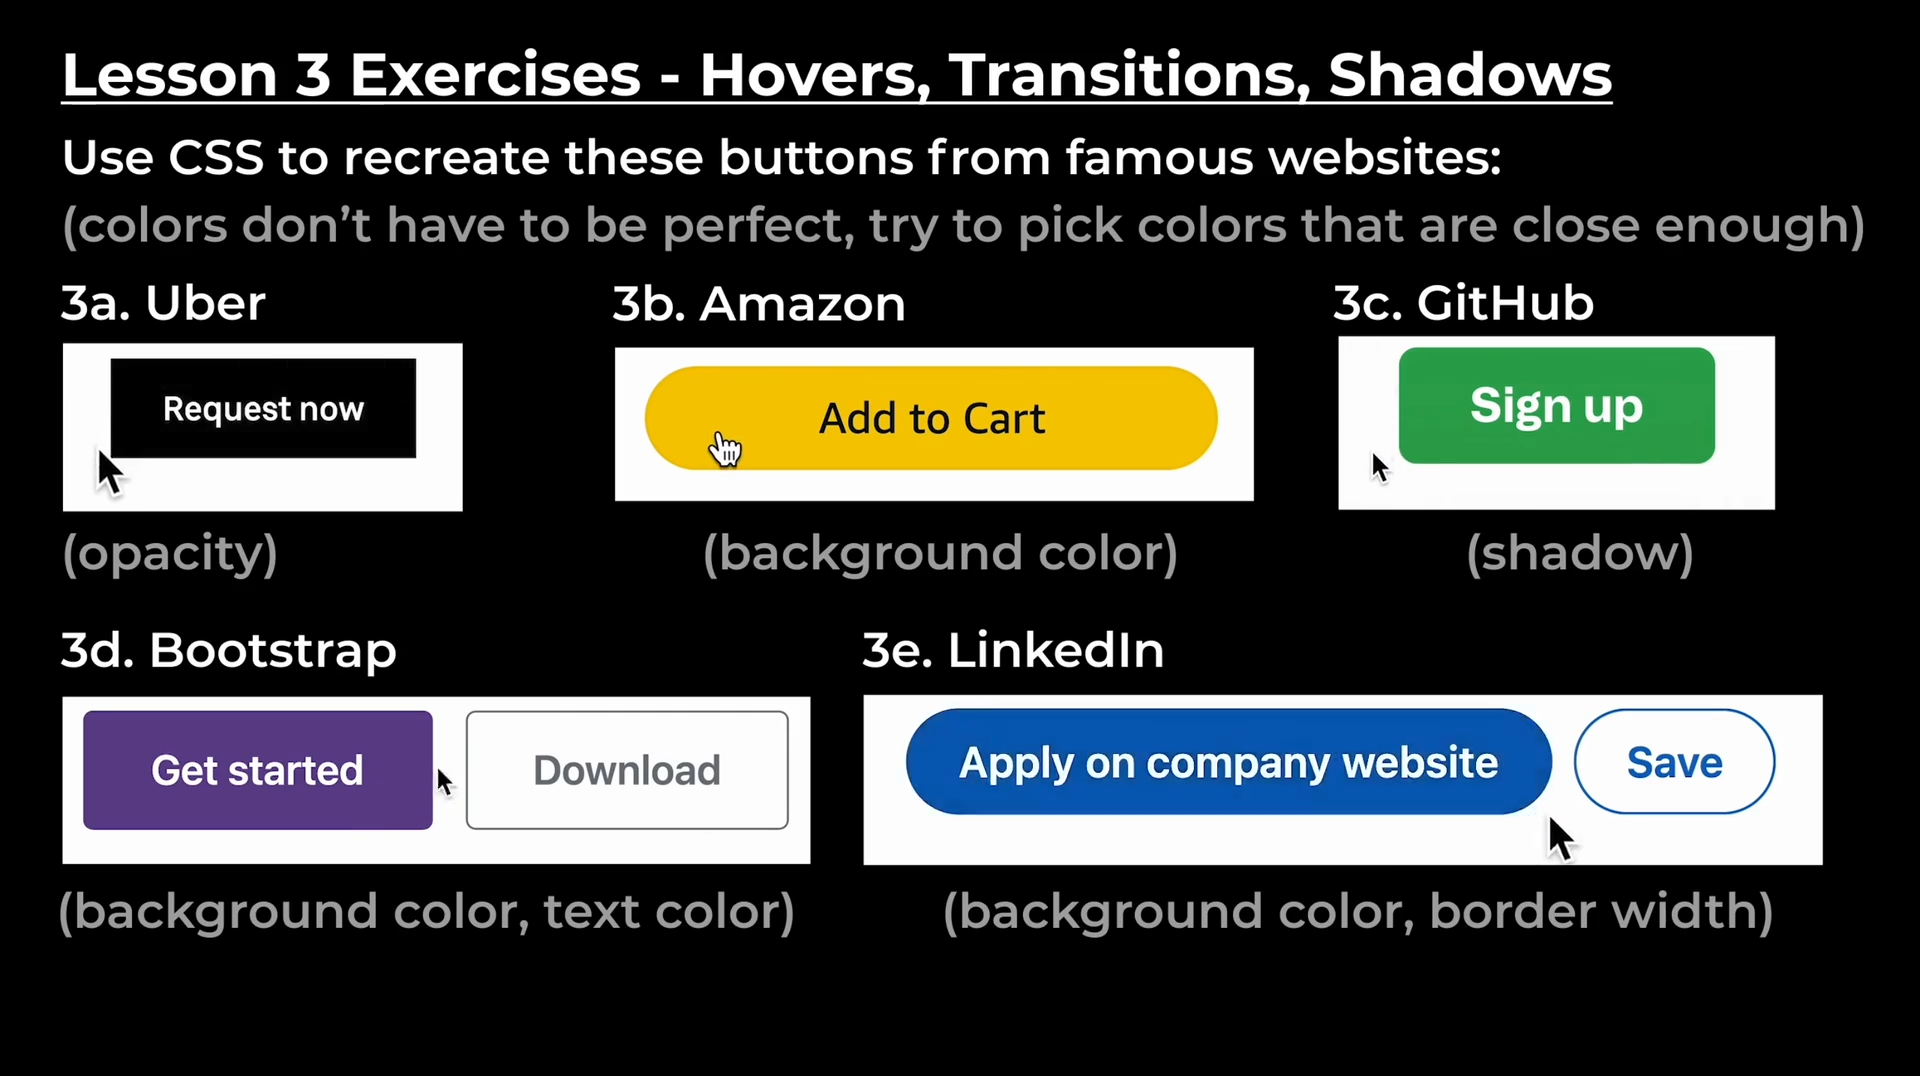 Lesson 3 Exercises - Hovers, Transitions, Shadows
Use CSS to recreate these buttons from famous websites:
(colors don’t have to be perfect, try to pick colors that are close enough)
3a. Uber
Request now
(opacity)
3b. Amazon
Add to Cart
(background color)
3c. GitHub
Sign up
(shadow)
3d. Bootstrap
Get started
Download
(background color, text color)
3e. LinkedIn
Apply on company website
Save
(background color, border width)